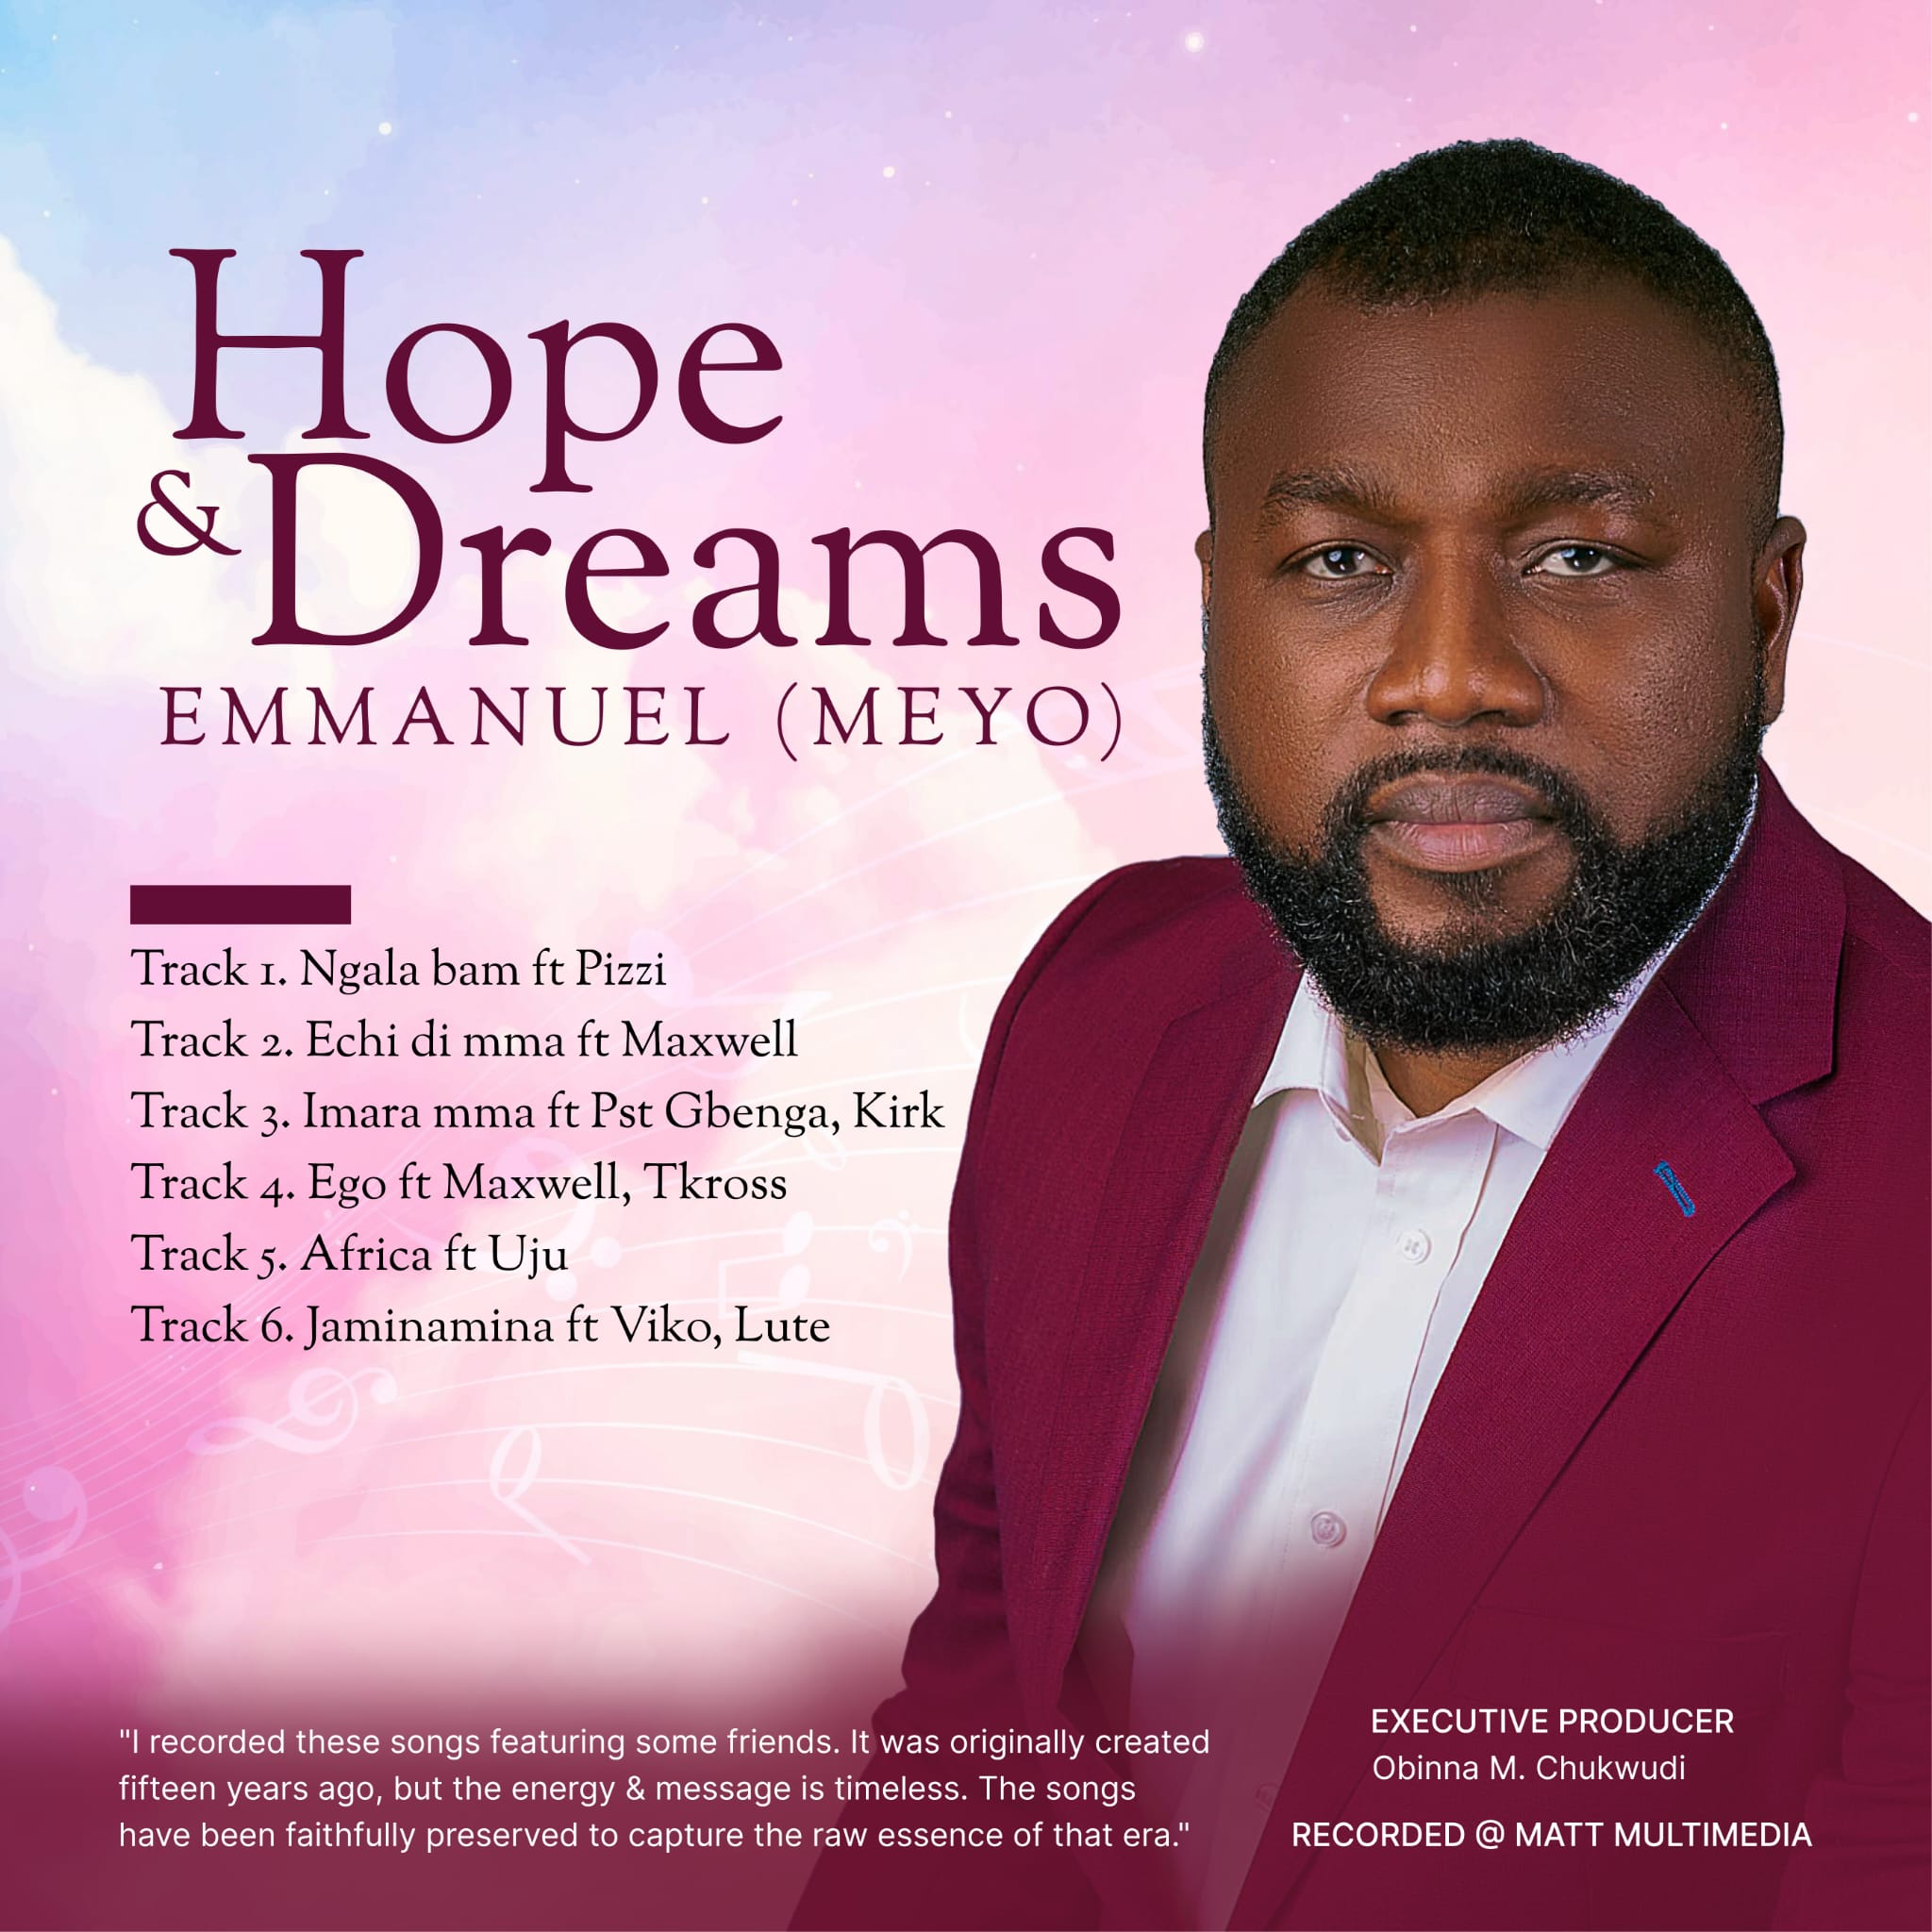 Hope
& Dreams
EMMANUEL (MEYO)
Track 1. Ngala bam ft Pizzi
Track 2. Echi di mma ft Maxwell
Track 3. Imara mma ft Pst Gbenga, Kirk
Track 4. Ego ft Maxwell, Tkross
Track 5. Africa ft Uju
Track 6. Jaminamina ft Viko, Lute
"I recorded these songs featuring some friends. It was originally created
fifteen years ago, but the energy & message is timeless. The songs
have been faithfully preserved to capture the raw essence of that era."
EXECUTIVE PRODUCER
Obinna M. Chukwudi
RECORDED @ MATT MULTIMEDIA